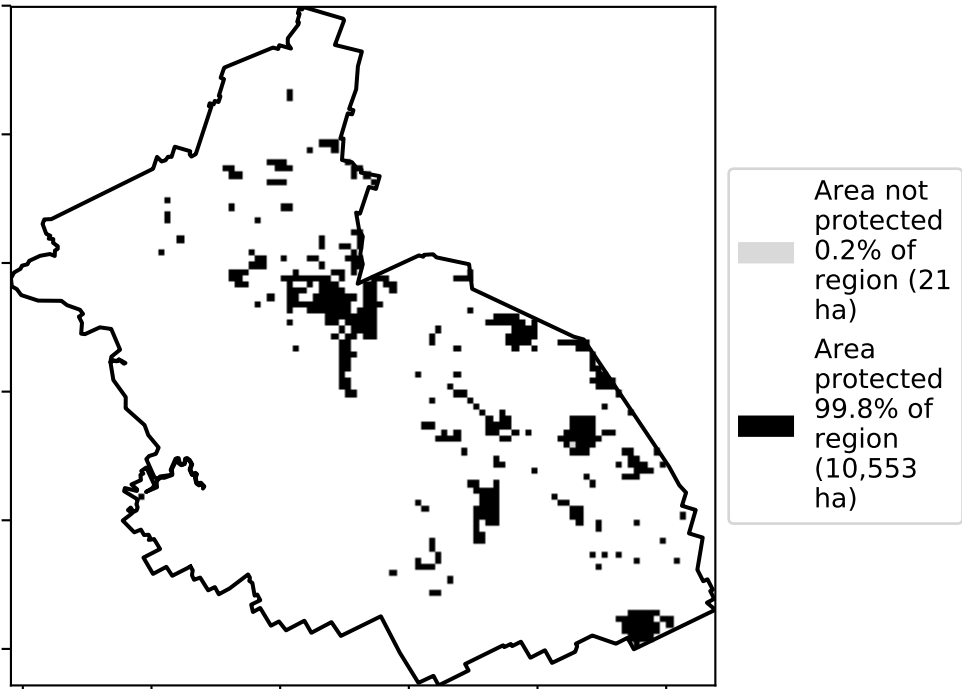 Area not
protected
0.2% of
region (21
ha)
Area
protected
99.8% of
region
(10,553
ha)